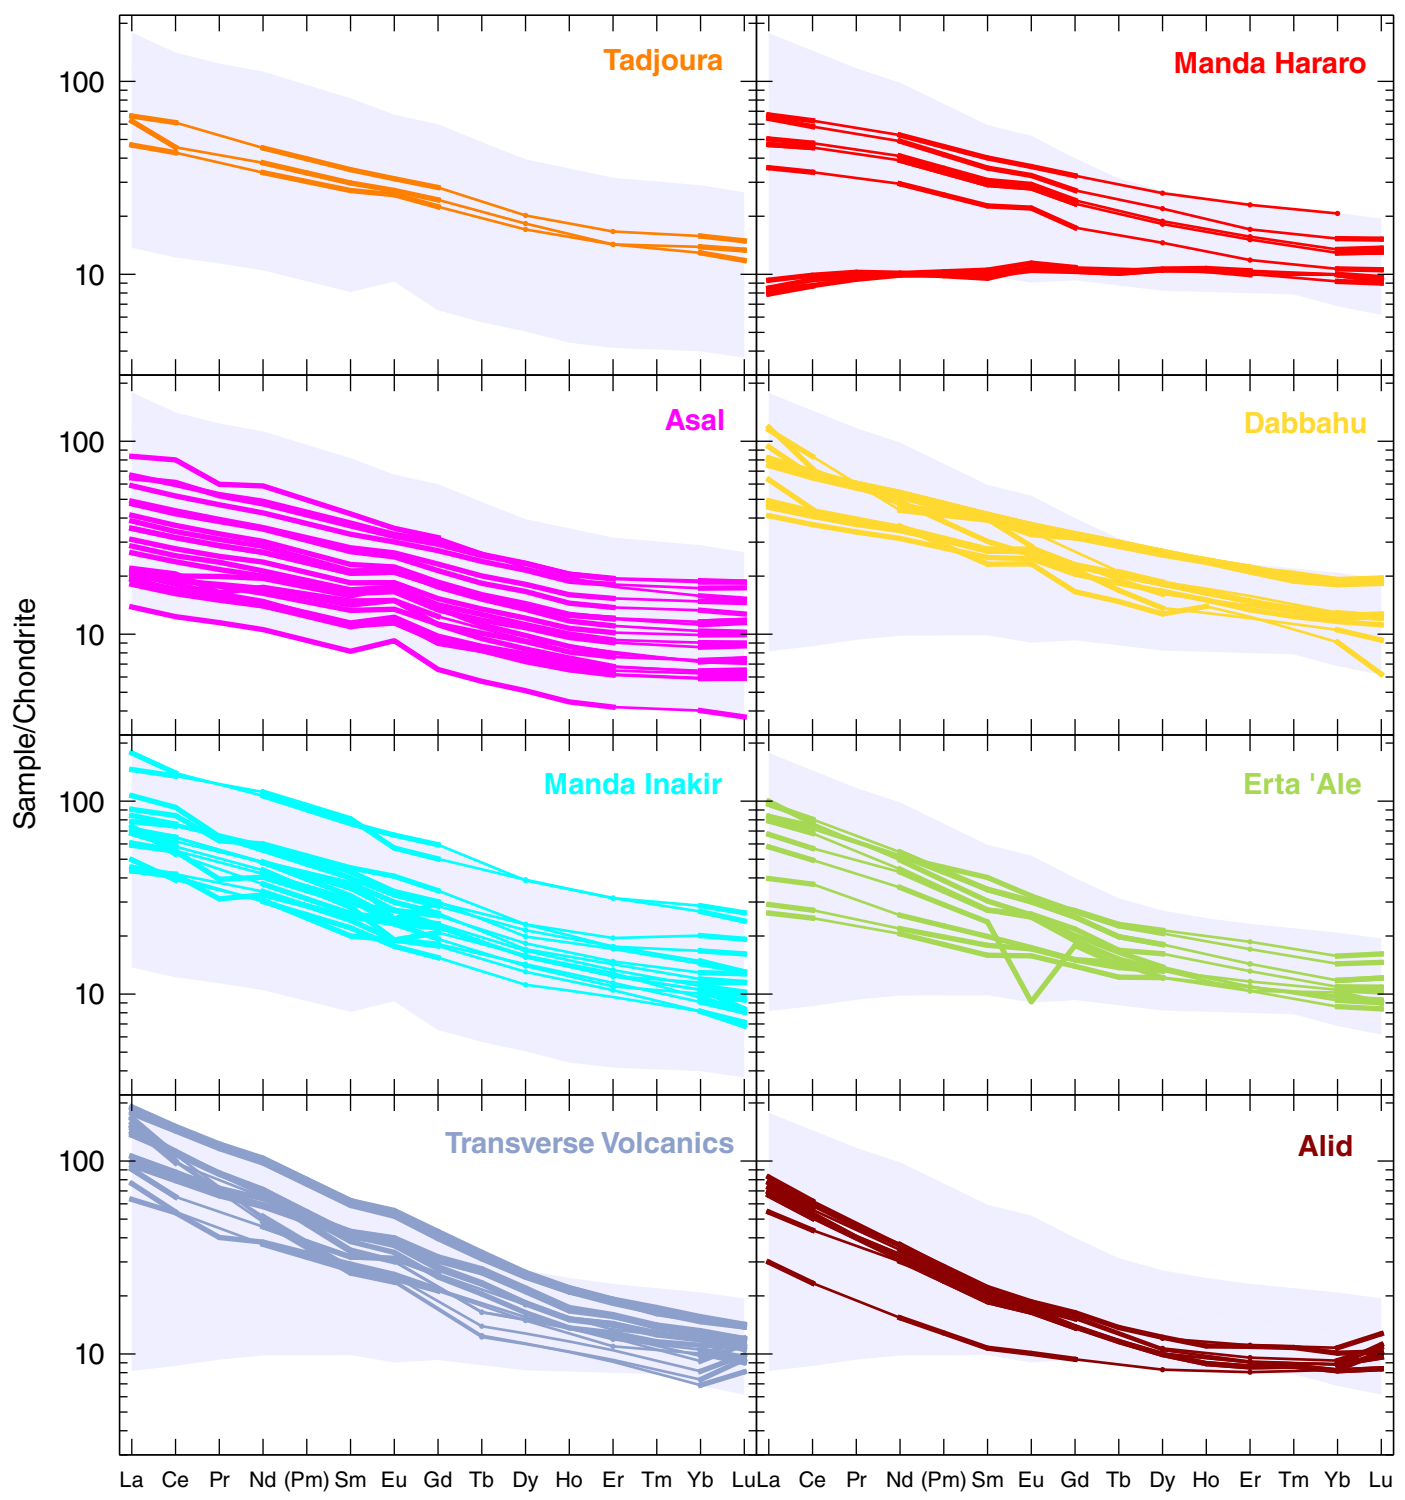 Sample/Chondrite
Tadjoura
100
10
Manda Hararo
Asal
100
10
Dabbahu
Manda Inakir
100
10
Erta 'Ale
Transverse Volcanics
100
10
Alid
La Ce Pr Nd (Pm) Sm Eu Gd Tb Dy Ho Er Tm Yb Lu La Ce Pr Nd (Pm) Sm Eu Gd Tb Dy Ho Er Tm Yb Lu